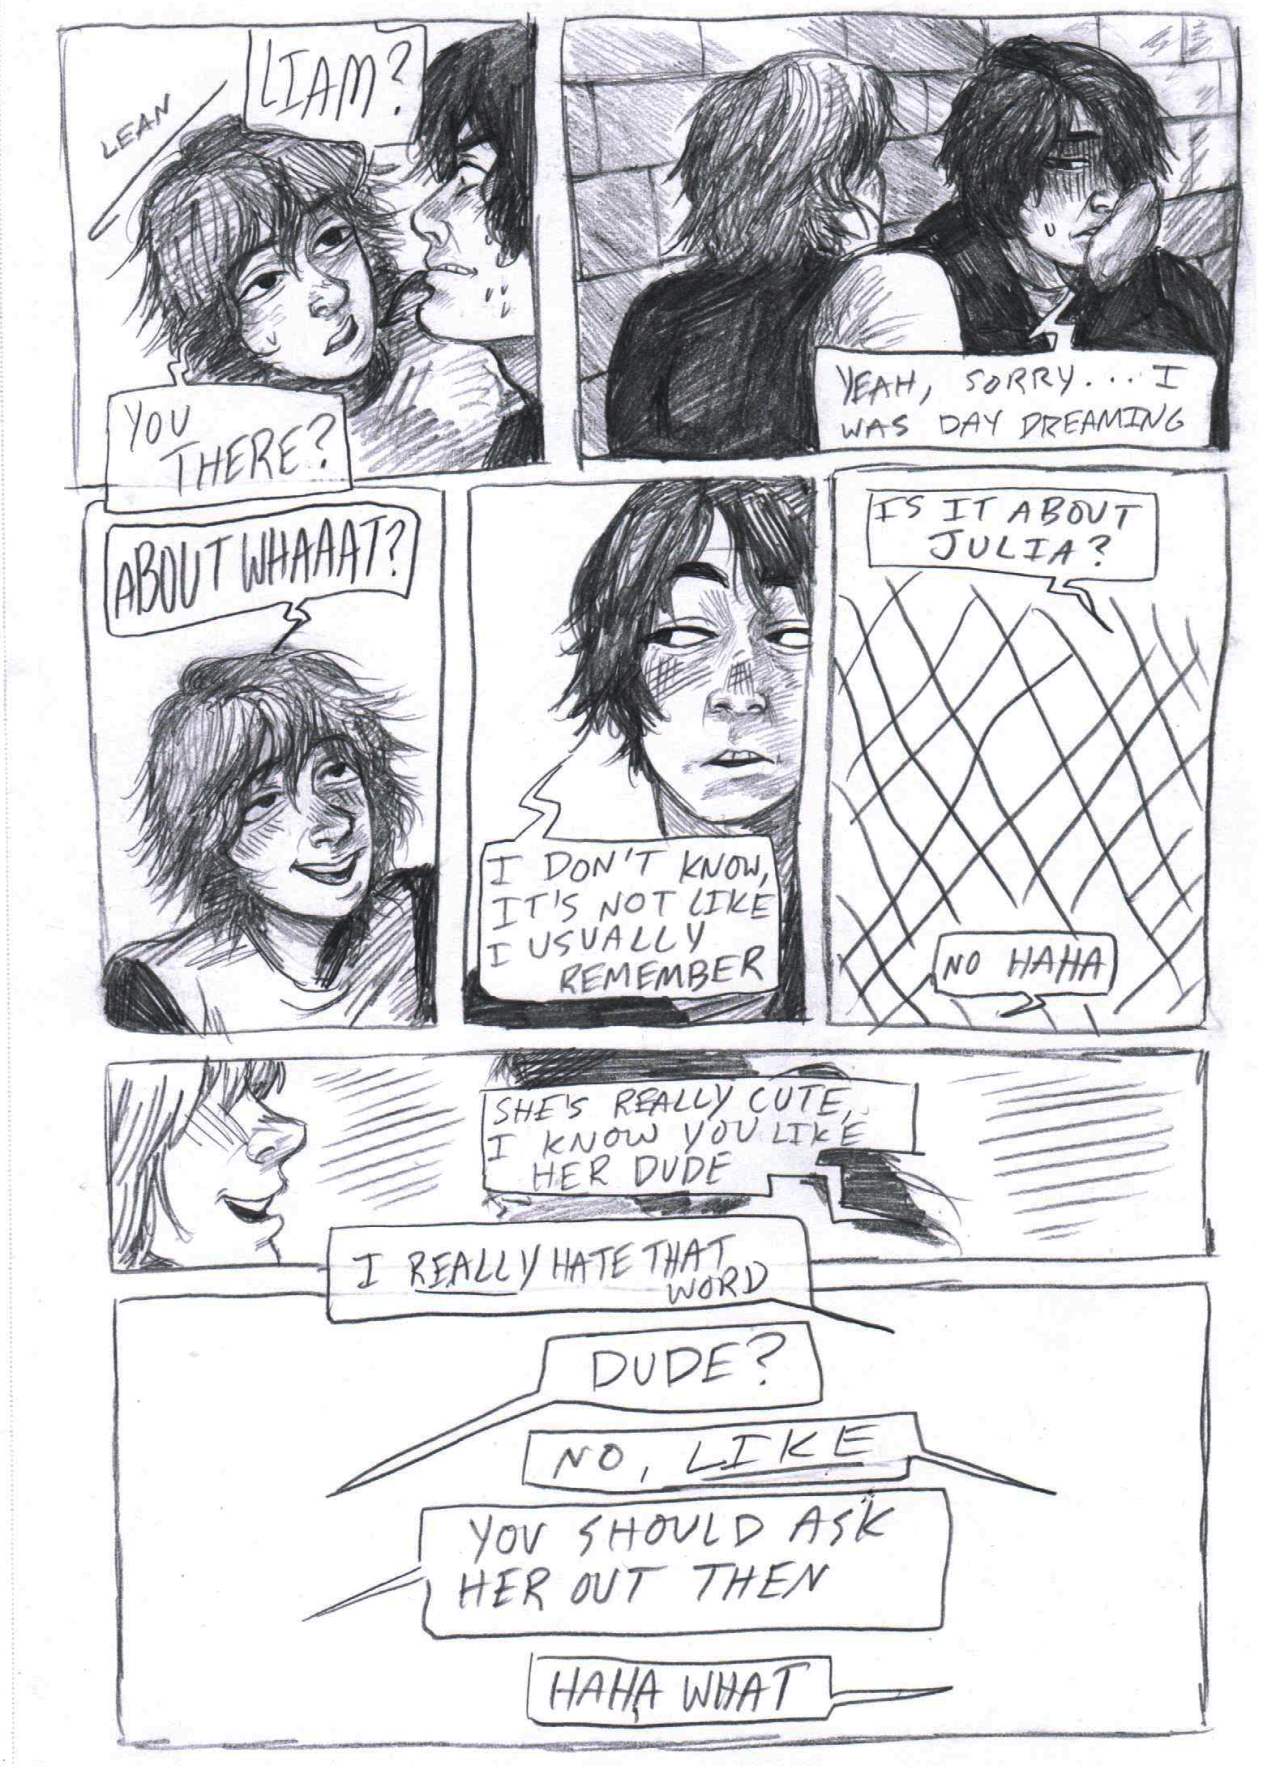 LIAM?
LEAN
YOU
THERE?
YEAH, SORRY.... I
WAS DAY DREAMING
ABOUT WHAAAT?
I DON'T KNOW,
IT'S NOT LIKE
I USUALLY
REMEMBER
IS IT ABOUT
JULIA?
NO HAHA
SHE'S REALLY CUTE,
I KNOW YOU LIKE
HER DUDE
I REALLY HATE THAT
WORD
DUDE?
NO, LIKE
YOU SHOULD ASK
HER OUT THEN
HAHA WHAT